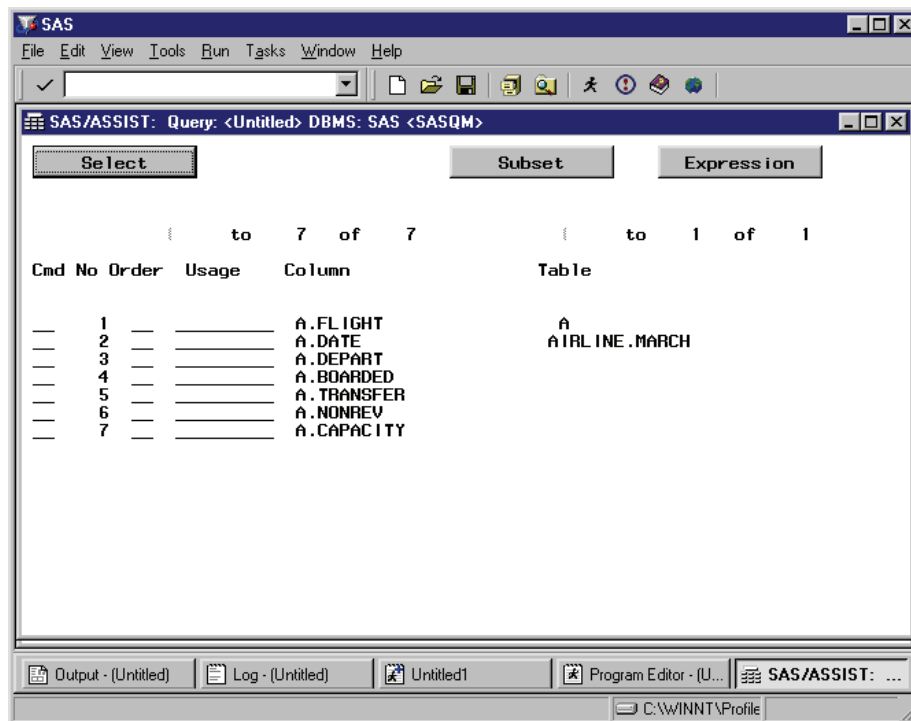 SAS
File Edit View Tools Run Tasks Window Help
SAS/ASSIST: Query: <Untitled> DBMS: SAS <SASQM>
Select Subset Expression
to 7 of 7 to 1 of 1
Cmd No Order Usage Column Table
1 A.FLIGHT A
2 A.DATE AIRLINE.MARCH
3 A.DEPART
4 A.BOARDED
5 A.TRANSFER
6 A.NONREV
7 A.CAPACITY
Output - (Untitled) Log - (Untitled) Untitled1 Program Editor - (U... SAS/ASSIST: ...
C:\WINNT\Profile